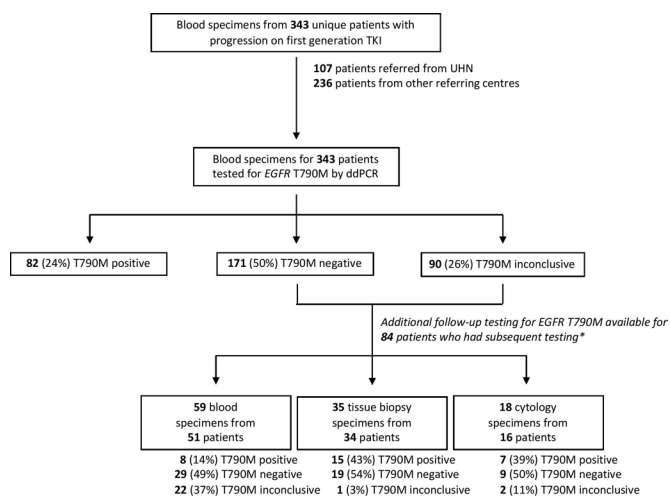 Blood specimens from 343 unique patients with
progression on first generation TKI
107 patients referred from UHN
236 patients from other referring centres
Blood specimens for 343 patients
tested for EGFR T790M by ddPCR
82 (24%) T790M positive
171 (50%) T790M negative
90 (26%) T790M inconclusive
Additional follow-up testing for EGFR T790M available for
84 patients who had subsequent testing*
59 blood
specimens from
51 patients
8 (14%) T790M positive
29 (49%) T790M negative
22 (37%) T790M inconclusive
35 tissue biopsy
specimens from
34 patients
15 (43%) T790M positive
19 (54%) T790M negative
1 (3%) T790M inconclusive
18 cytology
specimens from
16 patients
7 (39%) T790M positive
9 (50%) T790M negative
2 (11%) T790M inconclusive